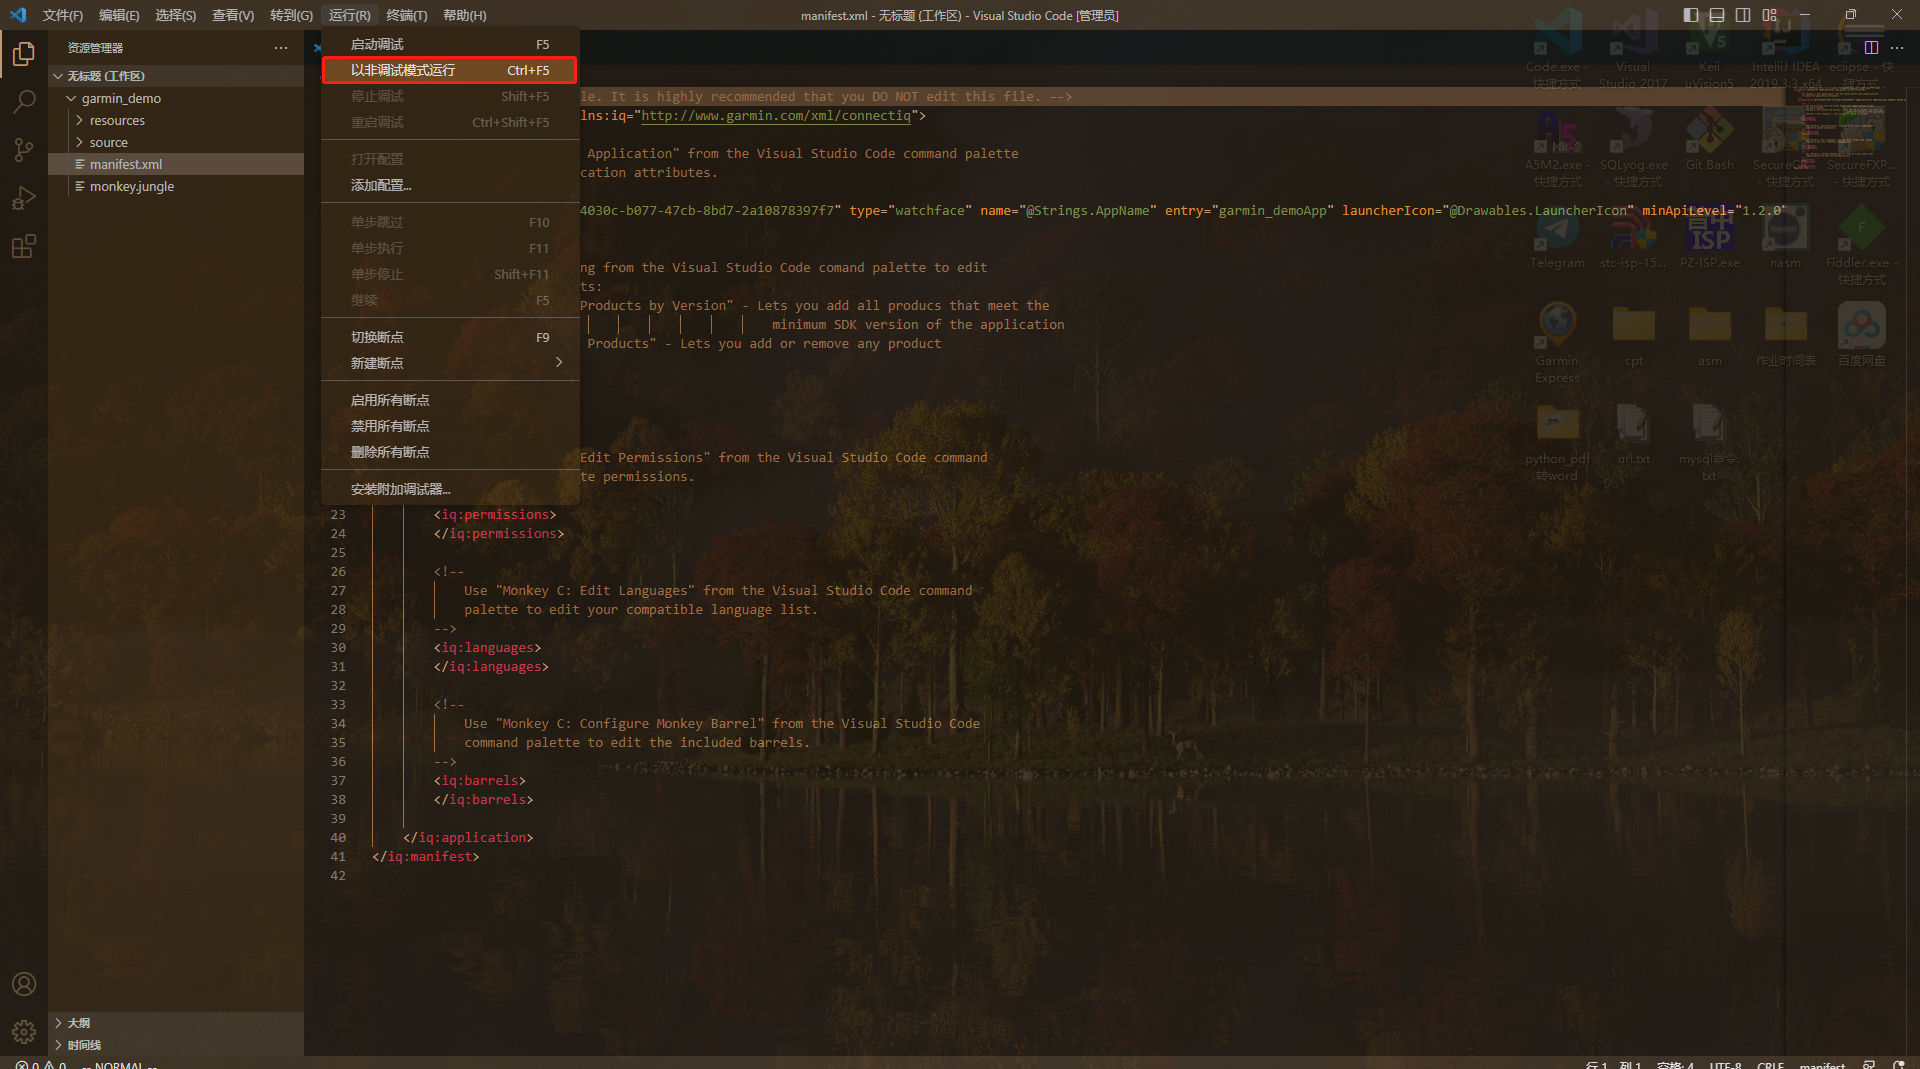 文件(F) 编辑(E) 选择(S) 查看(V) 转到(G) 运行(R) 终端(T) 帮助(H)
manifest.xml - 无标题 (工作区) - Visual Studio Code [管理员]
资源管理器
无标题 (工作区)
garmin_demo
resources
source
manifest.xml
monkey.jungle
大纲
时间线
启动调试 F5
以非调试模式运行 Ctrl+F5
停止调试 Shift+F5
重启调试 Ctrl+Shift+F5
打开配置
添加配置...
单步跳过 F10
单步执行 F11
单步停止 Shift+F11
继续 F5
切换断点 F9
新建断点
启用所有断点
禁用所有断点
删除所有断点
安装附加调试器...
le. It is highly recommended that you DO NOT edit this file. -->
lns:iq="http://www.garmin.com/xml/connectiq">
Application" from the Visual Studio Code command palette
cation attributes.
4030c-b077-47cb-8bd7-2a10878397f7" type="watchface" name="@Strings.AppName" entry="garmin_demoApp" launcherIcon="@Drawables.LauncherIcon" minApiLevel="1.2.0"
ng from the Visual Studio Code comand palette to edit
ts:
Products by Version" - Lets you add all producs that meet the
minimum SDK version of the application
Products" - Lets you add or remove any product
Edit Permissions" from the Visual Studio Code command
te permissions.
23 <iq:permissions>
24 </iq:permissions>
25
26 <!--
27 Use "Monkey C: Edit Languages" from the Visual Studio Code command
28 palette to edit your compatible language list.
29 -->
30 <iq:languages>
31 </iq:languages>
32
33 <!--
34 Use "Monkey C: Configure Monkey Barrel" from the Visual Studio Code
35 command palette to edit the included barrels.
36 -->
37 <iq:barrels>
38 </iq:barrels>
39
40 </iq:application>
41 </iq:manifest>
42
Code.exe - 快捷方式
Visual Studio 2017
Keil uVision5
IntelliJ IDEA 2019.3.3 x64
eclipse - 快捷方式
A5M2.exe - 快捷方式
SQLyog.exe - 快捷方式
Git Bash
SecureC... - 快捷方式
SecureFXP... - 快捷方式
Telegram
stc-isp-15...
PZ-ISP.exe
nasm
Fiddler.exe - 快捷方式
Garmin Express
cpt
asm
作业时间表
百度网盘
python_pdf转word
url.txt
mysql命令.txt
0 0 -- NORMAL --
行 1，列 1 空格: 4 UTF-8 CRLF manifest